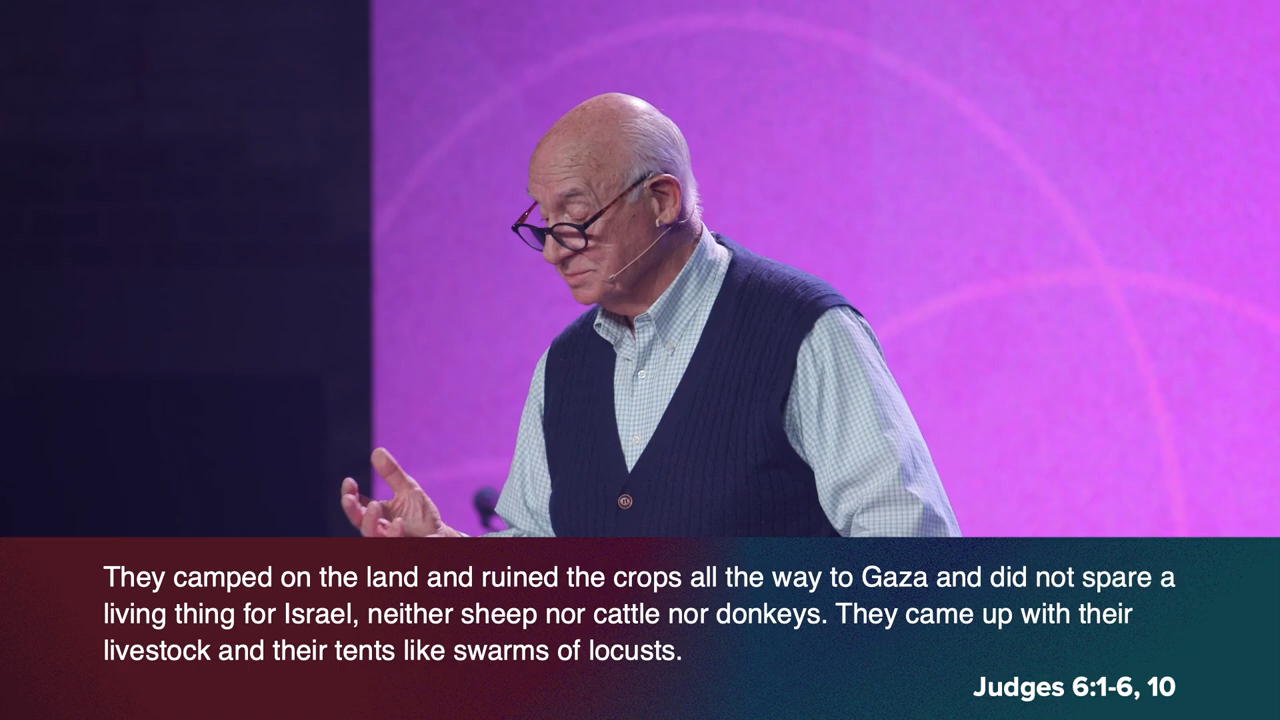 They camped on the land and ruined the crops all the way to Gaza and did not spare a
living thing for Israel, neither sheep nor cattle nor donkeys. They came up with their
livestock and their tents like swarms of locusts.
Judges 6:1-6, 10